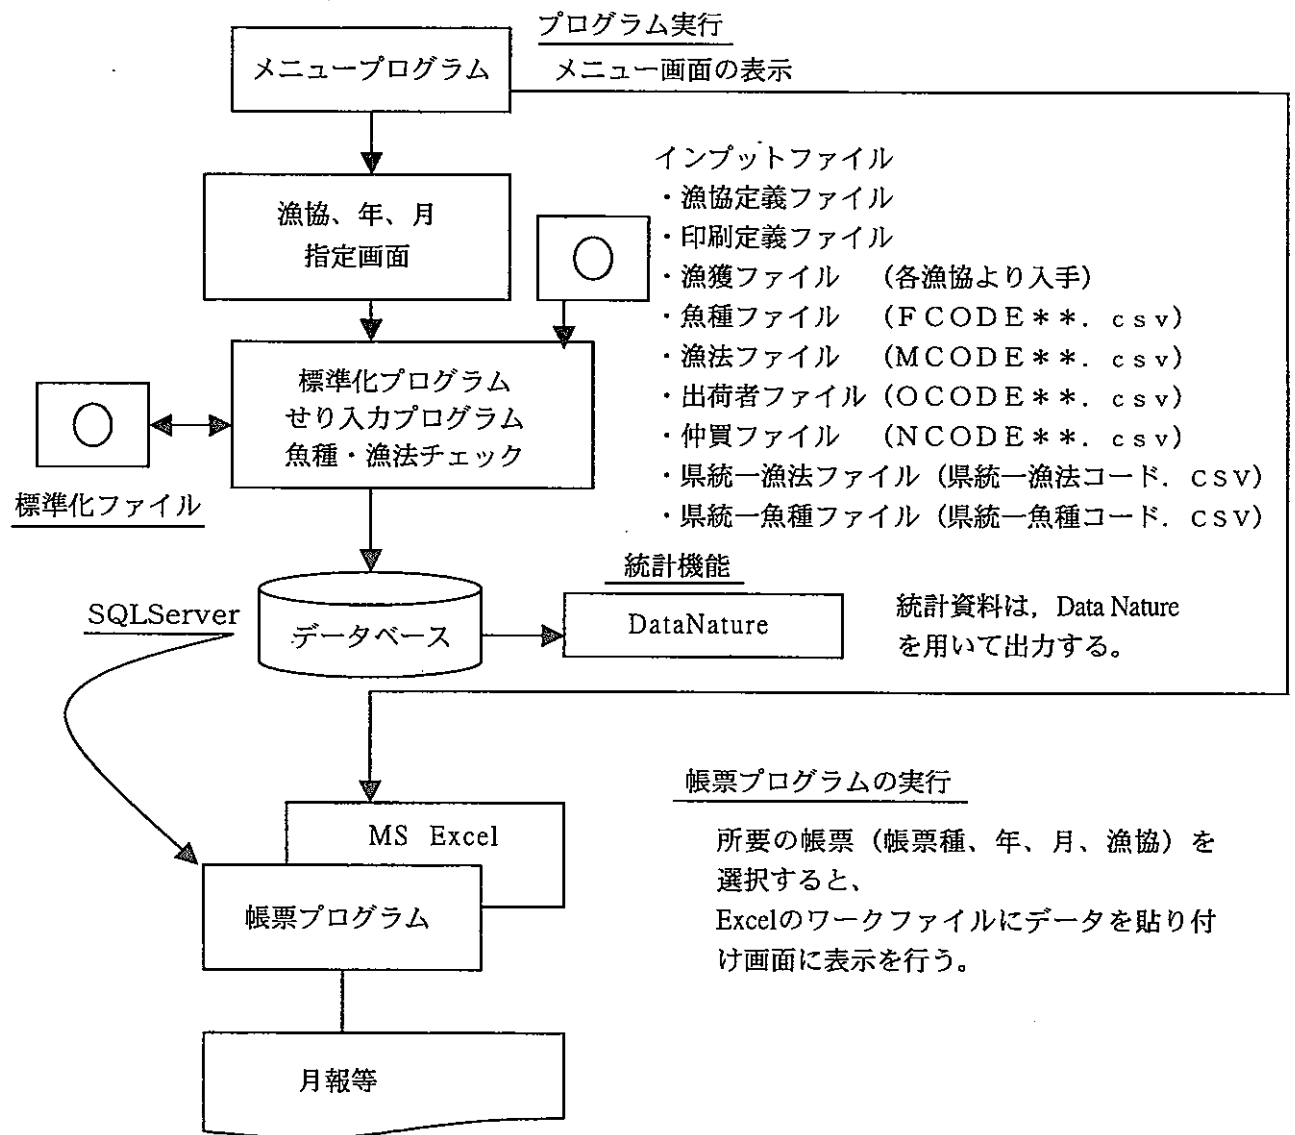 プログラム実行
メニュープログラム
メニュー画面の表示
漁協、年、月
指定画面
インプットファイル
・漁協定義ファイル
・印刷定義ファイル
・漁獲ファイル (各漁協より入手)
・魚種ファイル (FCODE**. csv)
・漁法ファイル (MCODE**. csv)
・出荷者ファイル (OCODE**. csv)
・仲買ファイル (NCODE**. csv)
・県統一漁法ファイル (県統一漁法コード. CSV)
・県統一魚種ファイル (県統一魚種コード. CSV)
標準化プログラム
せり入力プログラム
魚種・漁法チェック
標準化ファイル
SQLServer
データベース
統計機能
DataNature
統計資料は, Data Nature
を用いて出力する。
MS Excel
帳票プログラム
帳票プログラムの実行
所要の帳票 (帳票種、年、月、漁協) を
選択すると、
Excelのワークファイルにデータを貼り付
け画面に表示を行う。
月報等